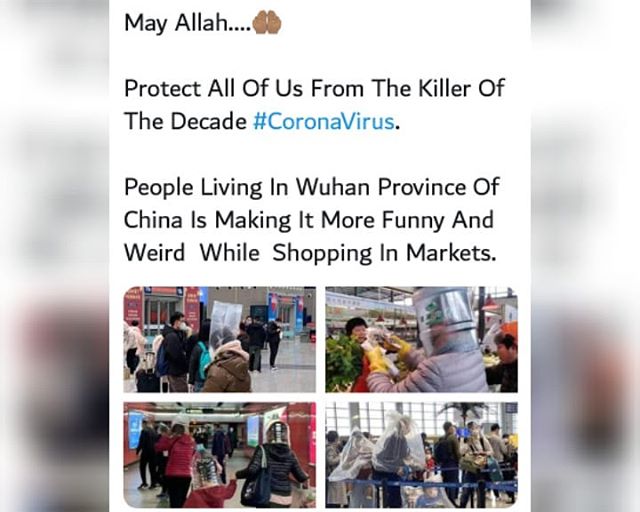 May Allah....🤲🏽
Protect All Of Us From The Killer Of
The Decade #CoronaVirus.
People Living In Wuhan Province Of
China Is Making It More Funny And
Weird While Shopping In Markets.